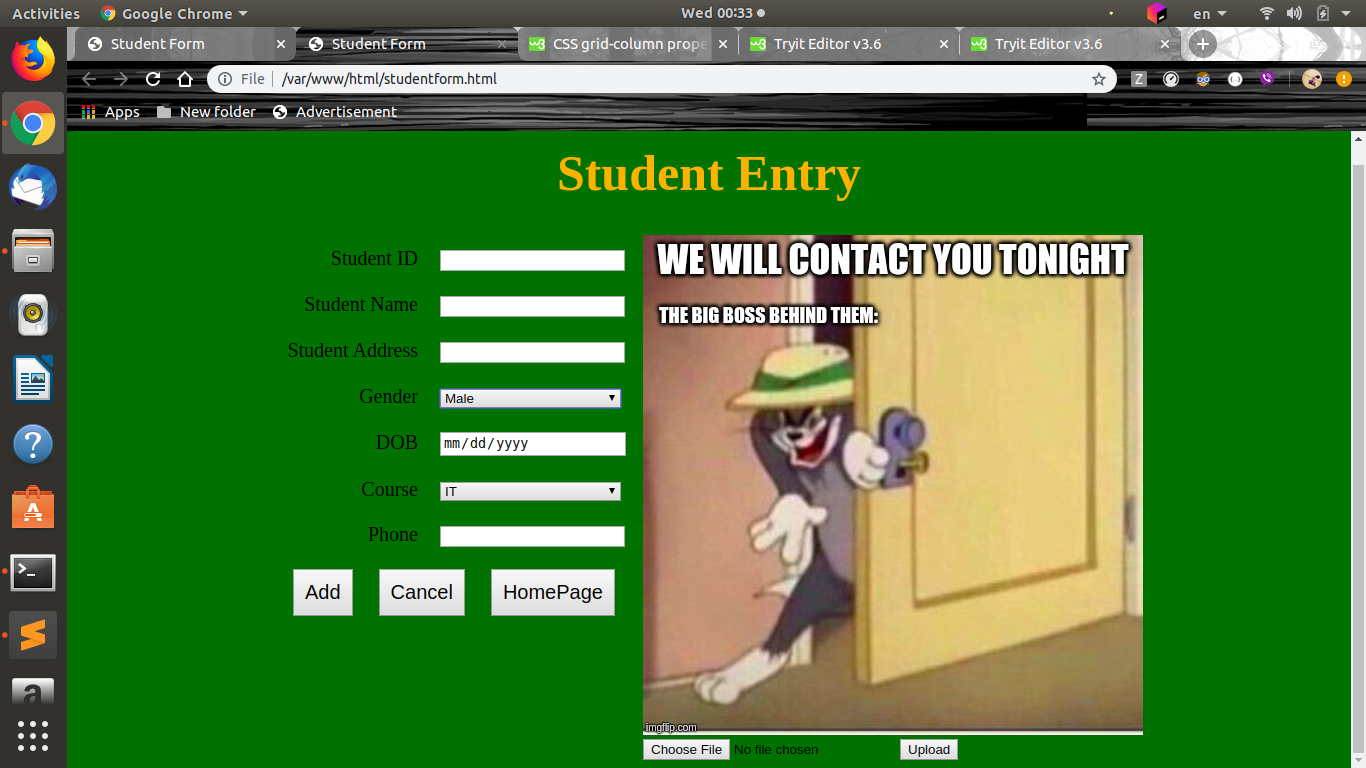 Activities Google Chrome Wed 00:33 en
Student Form Student Form CSS grid-column prope Tryit Editor v3.6 Tryit Editor v3.6
File /var/www/html/studentform.html Z
Apps New folder Advertisement
Student Entry
Student ID
Student Name
Student Address
Gender Male
DOB mm/dd/yyyy
Course IT
Phone
Add Cancel HomePage
WE WILL CONTACT YOU TONIGHT
THE BIG BOSS BEHIND THEM:
imgflip.com
Choose File No file chosen Upload